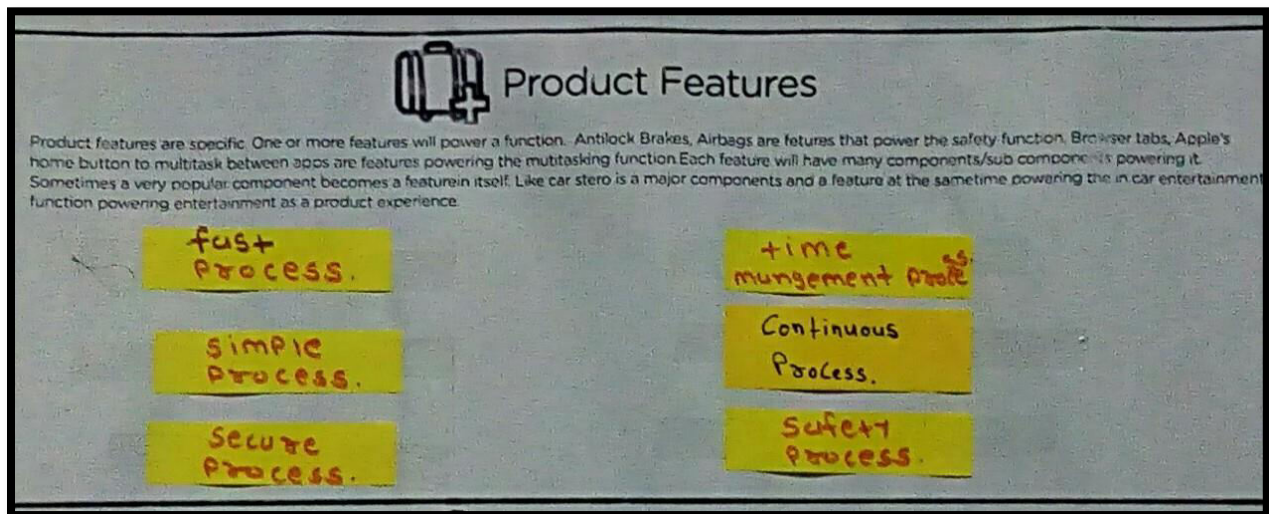 Product Features
Product features are specific. One or more features will power a function. Antilock Brakes, Airbags are fetures that power the safety function. Browser tabs, Apple's
home button to multitask between apps are features powering the mutitasking function.Each feature will have many components/sub components powering it.
Sometimes a very popular component becomes a featurein itself. Like car stero is a major components and a feature at the sametime powering the in car entertainment
function powering entertainment as a product experience.
fast
process.
simple
process.
secure
process.
time
mungement process.
Continuous
Process.
Safety
process.